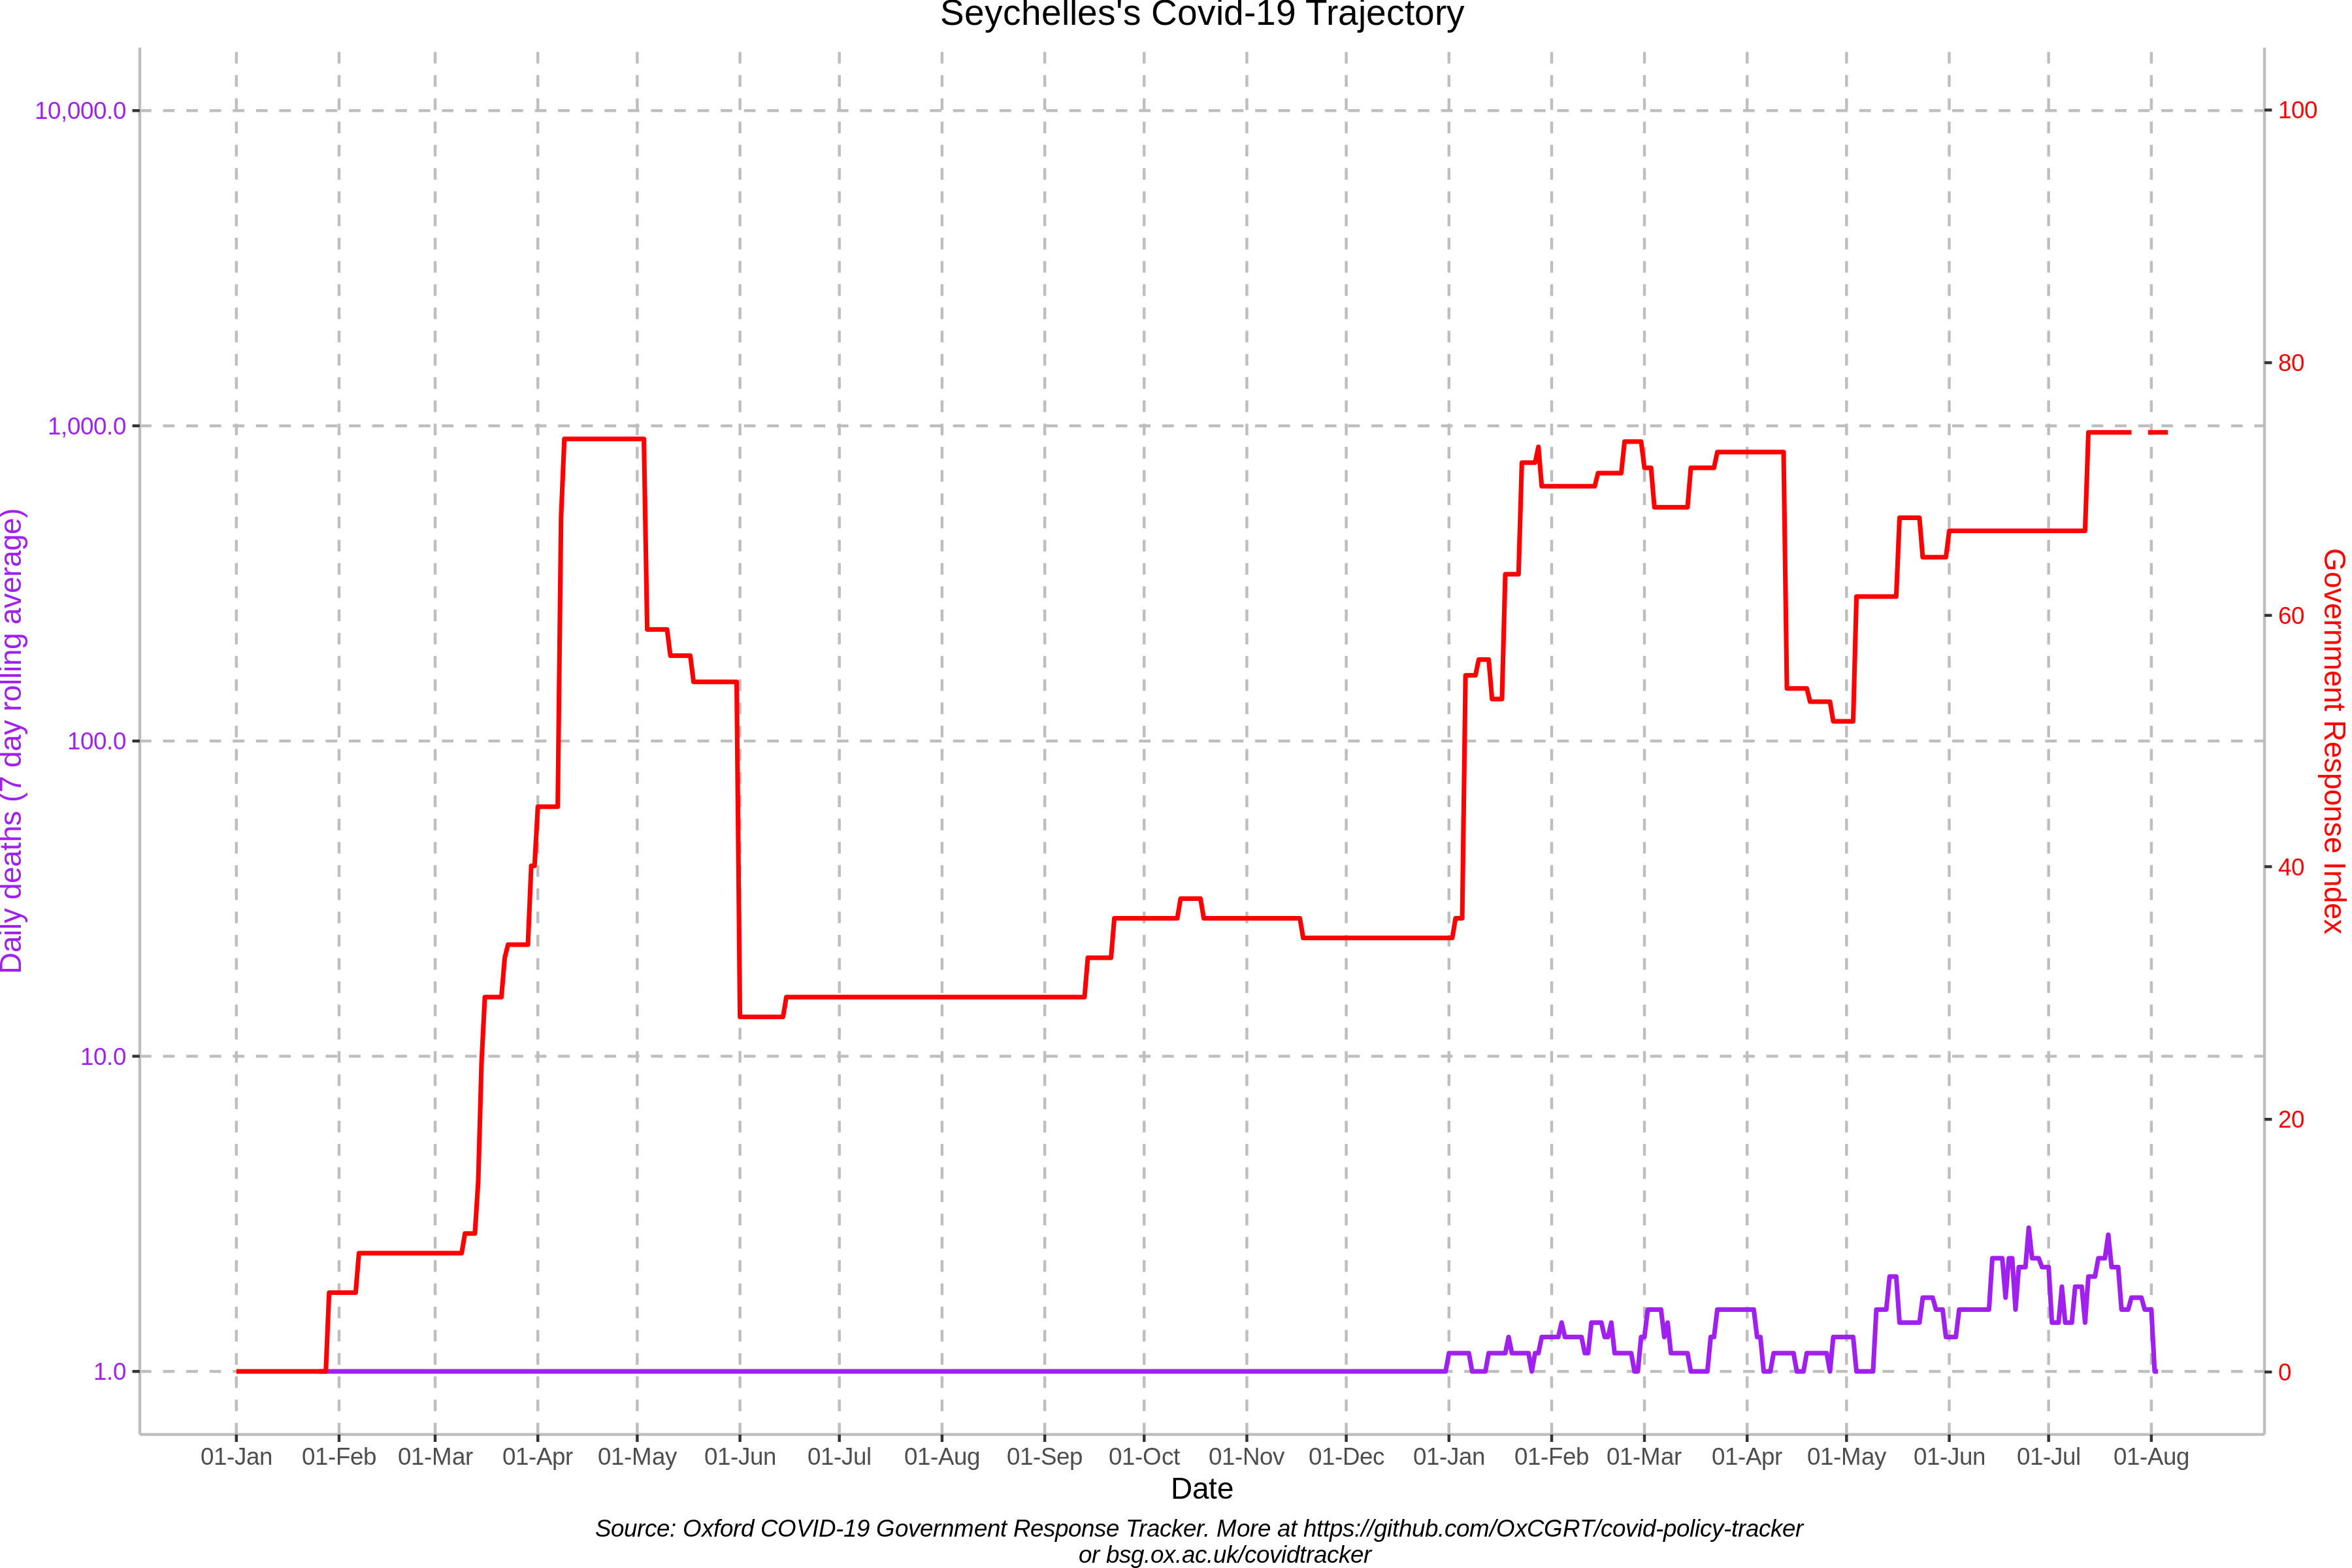 Seychelles's Covid-19 Trajectory
10,000.0
1,000.0
100.0
10.0
1.0
Daily deaths (7 day rolling average)
100
80
60
40
20
0
Government Response Index
01-Jan 01-Feb 01-Mar 01-Apr 01-May 01-Jun 01-Jul 01-Aug 01-Sep 01-Oct 01-Nov 01-Dec 01-Jan 01-Feb 01-Mar 01-Apr 01-May 01-Jun 01-Jul 01-Aug
Date
Source: Oxford COVID-19 Government Response Tracker. More at https://github.com/OxCGRT/covid-policy-tracker
or bsg.ox.ac.uk/covidtracker